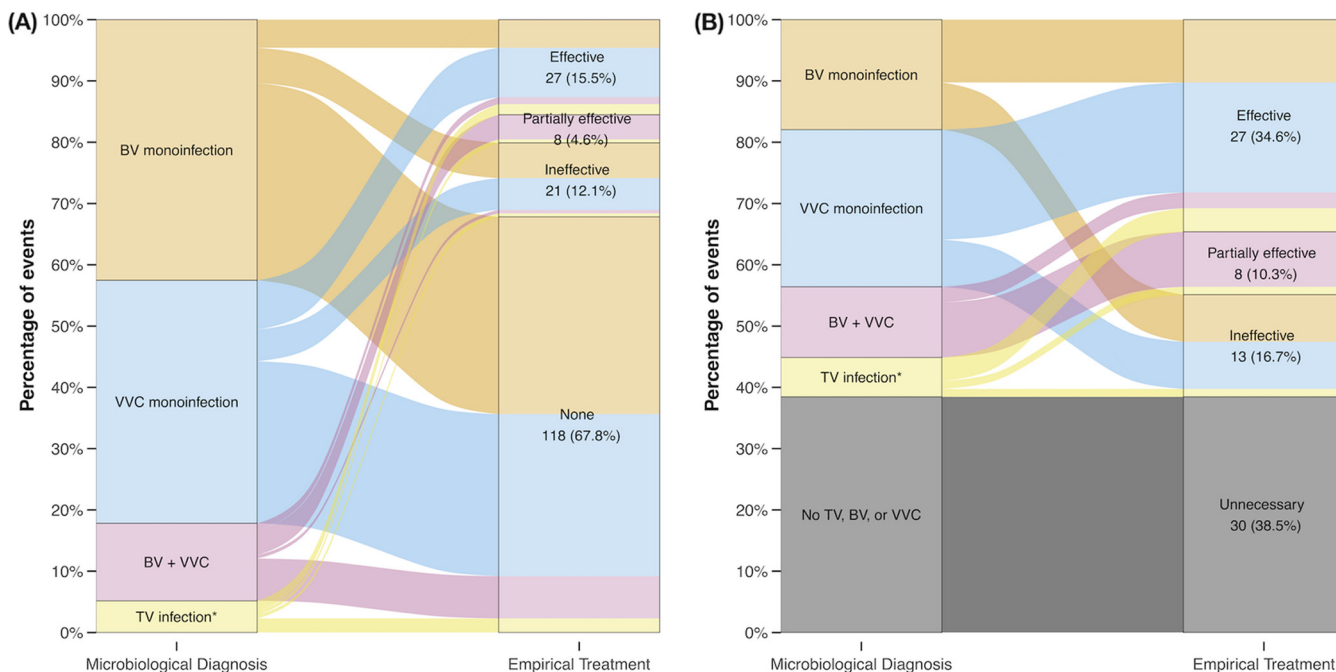 (A)
Percentage of events
100%
90%
80%
70%
60%
50%
40%
30%
20%
10%
0%
BV monoinfection
VVC monoinfection
BV + VVC
TV infection*
Effective
27 (15.5%)
Partially effective
8 (4.6%)
Ineffective
21 (12.1%)
None
118 (67.8%)
Microbiological Diagnosis
Empirical Treatment
(B)
Percentage of events
100%
90%
80%
70%
60%
50%
40%
30%
20%
10%
0%
BV monoinfection
VVC monoinfection
BV + VVC
TV infection*
No TV, BV, or VVC
Effective
27 (34.6%)
Partially effective
8 (10.3%)
Ineffective
13 (16.7%)
Unnecessary
30 (38.5%)
Microbiological Diagnosis
Empirical Treatment